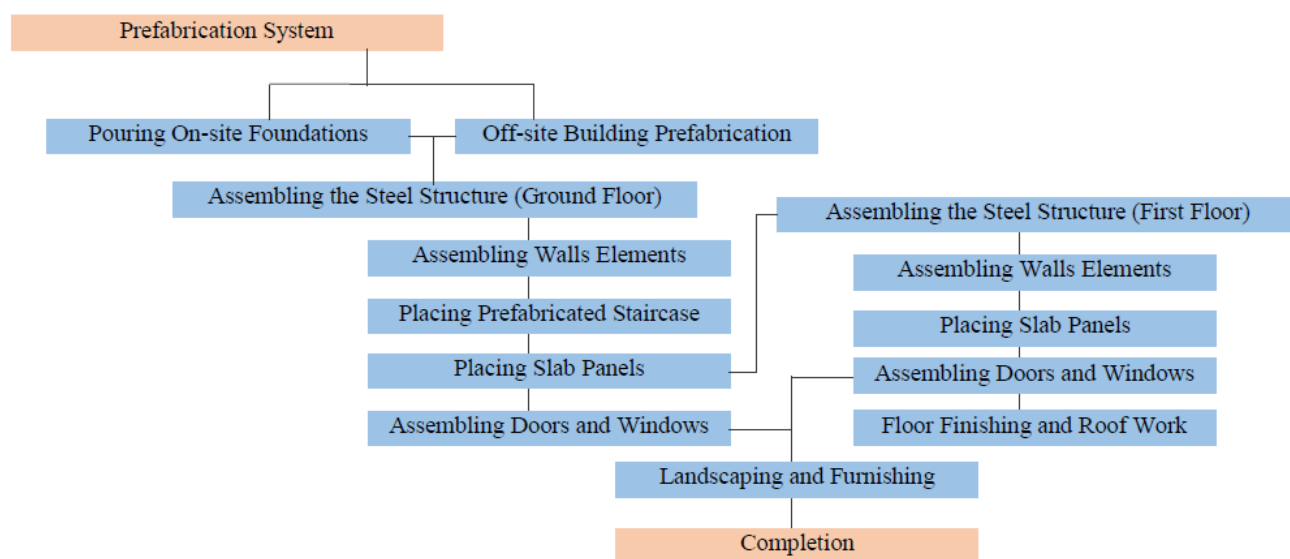 Prefabrication System
Pouring On-site Foundations
Off-site Building Prefabrication
Assembling the Steel Structure (Ground Floor)
Assembling Walls Elements
Placing Prefabricated Staircase
Placing Slab Panels
Assembling Doors and Windows
Assembling the Steel Structure (First Floor)
Assembling Walls Elements
Placing Slab Panels
Assembling Doors and Windows
Floor Finishing and Roof Work
Landscaping and Furnishing
Completion